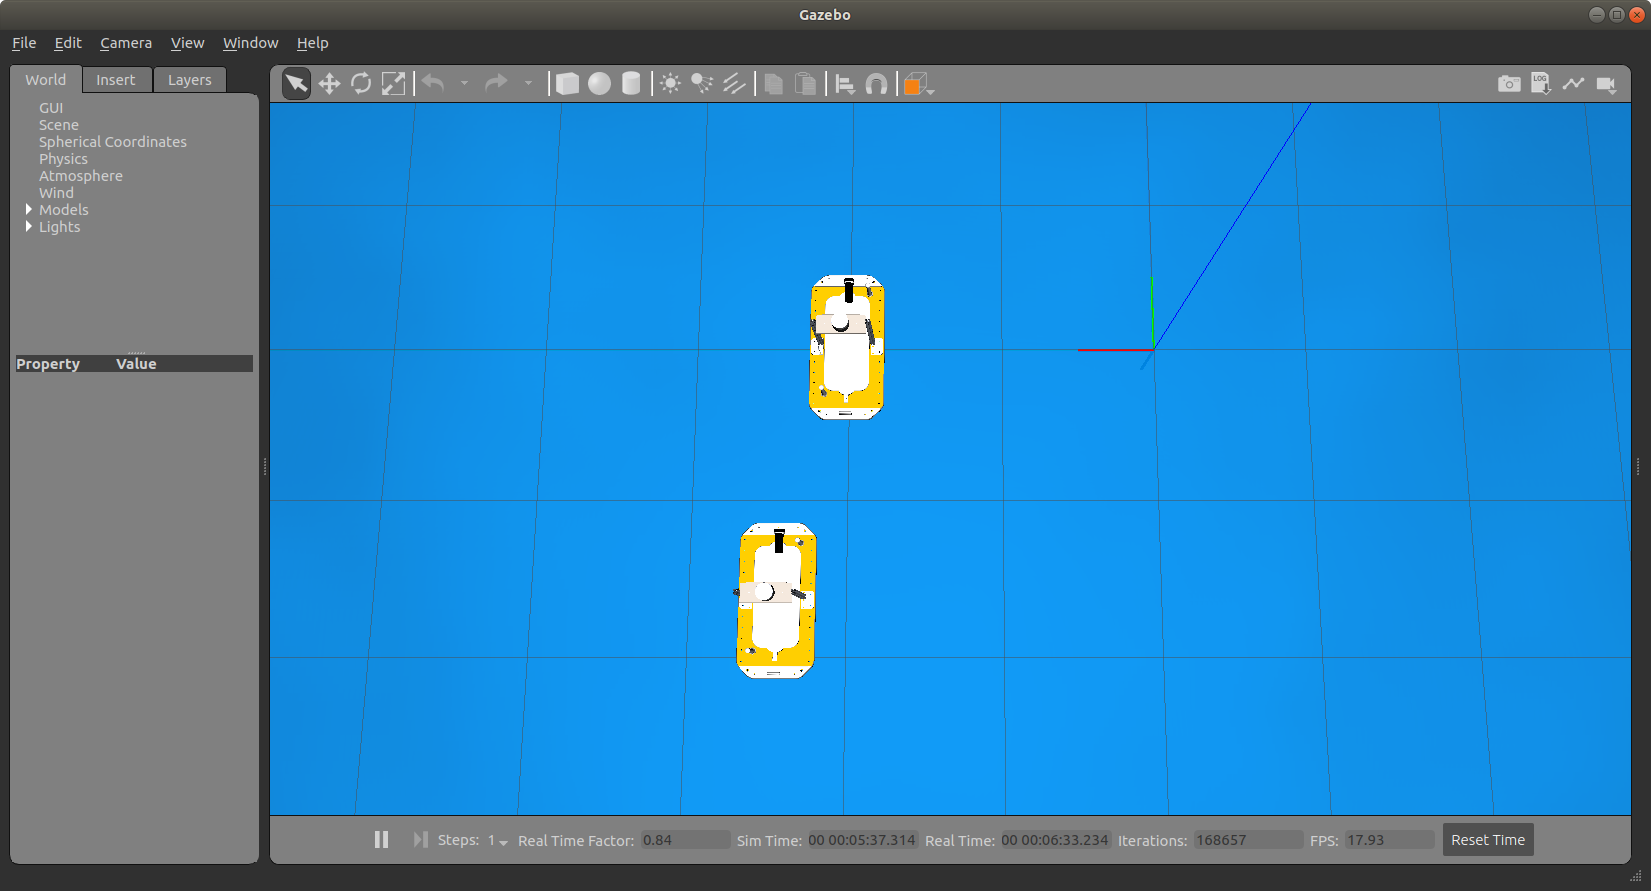 Gazebo
File Edit Camera View Window Help
World Insert Layers
LOG
GUI
Scene
Spherical Coordinates
Physics
Atmosphere
Wind
Models
Lights
Property Value
Steps: 1 Real Time Factor: 0.84 Sim Time: 00 00:05:37.314 Real Time: 00 00:06:33.234 Iterations: 168657 FPS: 17.93 Reset Time